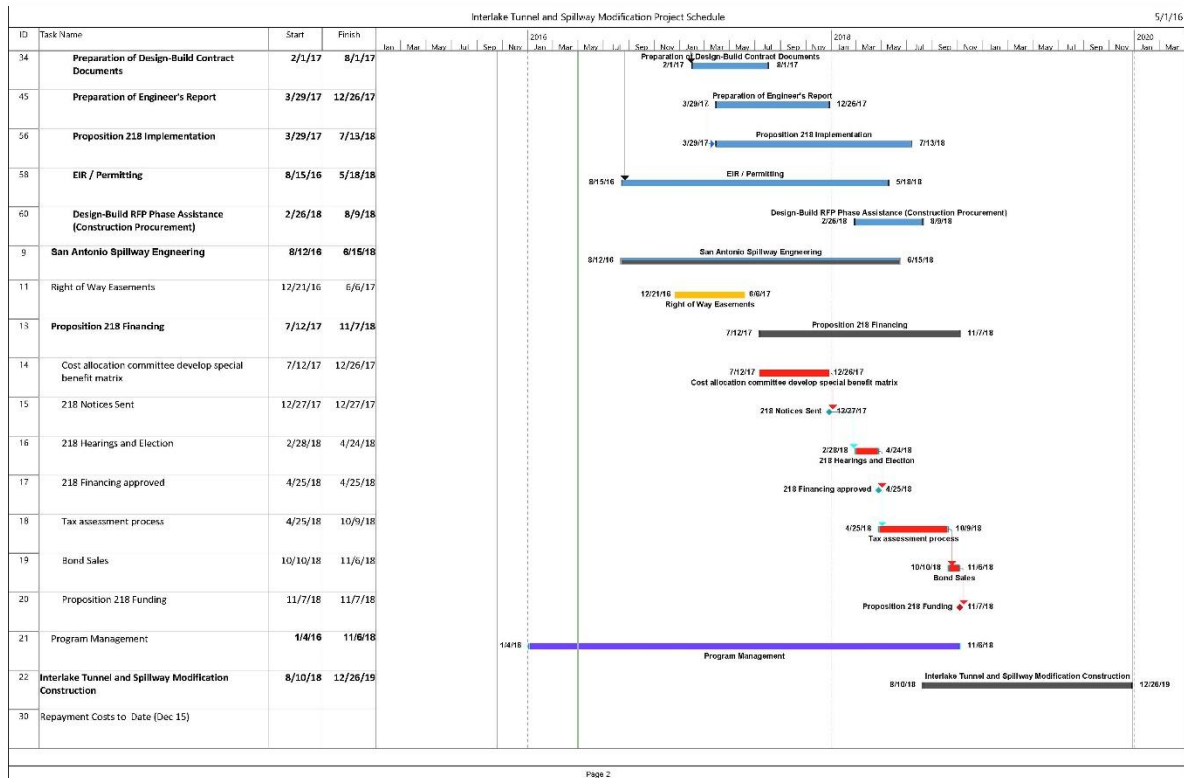 Interlake Tunnel and Spillway Modification Project Schedule 5/1/16
ID Task Name Start Finish 2016 2018 2020
Jan Mar May Jul Sep Nov Jan Mar May Jul Sep Nov Jan Mar May Jul Sep Nov Jan Mar May Jul Sep Nov Jan Mar
34 Preparation of Design-Build Contract 2/1/17 8/1/17 Preparation of Design-Build Contract Documents
Documents 2/1/17 8/1/17
45 Preparation of Engineer's Report 3/29/17 12/26/17 Preparation of Engineer's Report
3/29/17 12/26/17
56 Proposition 218 Implementation 3/29/17 7/13/18 Proposition 218 Implementation
3/29/17 7/13/18
58 EIR / Permitting 8/15/16 5/18/18 EIR / Permitting
8/15/16 5/18/18
60 Design-Build RFP Phase Assistance 2/26/18 8/9/18 Design-Build RFP Phase Assistance (Construction Procurement)
(Construction Procurement) 2/26/18 8/9/18
9 San Antonio Spillway Engneering 8/12/16 6/15/18 San Antonio Spillway Engneering
8/12/16 6/15/18
11 Right of Way Easements 12/21/16 6/6/17 12/21/16 6/6/17
Right of Way Easements
13 Proposition 218 Financing 7/12/17 11/7/18 Proposition 218 Financing
7/12/17 11/7/18
14 Cost allocation committee develop special 7/12/17 12/26/17 7/12/17 12/26/17
benefit matrix Cost allocation committee develop special benefit matrix
15 218 Notices Sent 12/27/17 12/27/17 218 Notices Sent 12/27/17
16 218 Hearings and Election 2/28/18 4/24/18 2/28/18 4/24/18
218 Hearings and Election
17 218 Financing approved 4/25/18 4/25/18 218 Financing approved 4/25/18
18 Tax assessment process 4/25/18 10/9/18 4/25/18 10/9/18
Tax assessment process
19 Bond Sales 10/10/18 11/6/18 10/10/18 11/6/18
Bond Sales
20 Proposition 218 Funding 11/7/18 11/7/18 Proposition 218 Funding 11/7/18
21 Program Management 1/4/16 11/6/18 1/4/16 11/6/18
Program Management
22 Interlake Tunnel and Spillway Modification 8/10/18 12/26/19 Interlake Tunnel and Spillway Modification Construction
Construction 8/10/18 12/26/19
30 Repayment Costs to Date (Dec 15)
Page 2